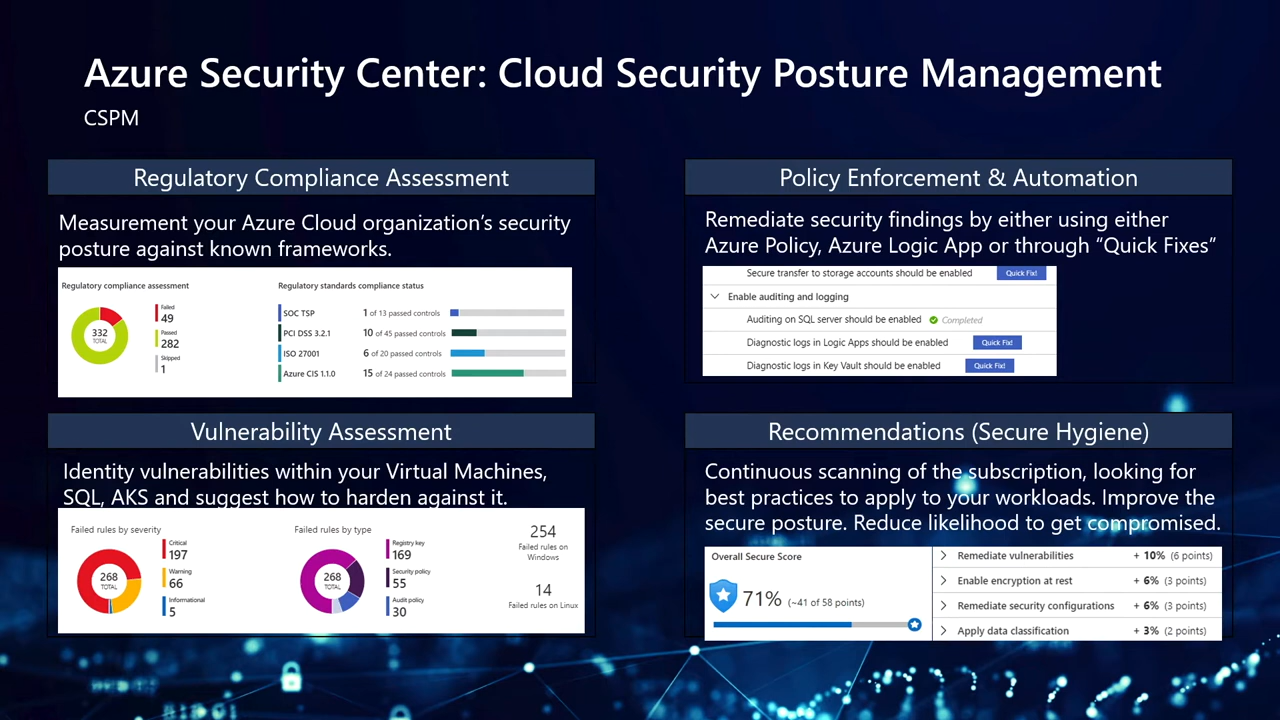 Azure Security Center: Cloud Security Posture Management
CSPM
Regulatory Compliance Assessment
Measurement your Azure Cloud organization's security
posture against known frameworks.
Regulatory compliance assessment
332
TOTAL
Failed
49
Passed
282
Skipped
1
Regulatory standards compliance status
SOC TSP 1 of 13 passed controls
PCI DSS 3.2.1 10 of 45 passed controls
ISO 27001 6 of 20 passed controls
Azure CIS 1.1.0 15 of 24 passed controls
Policy Enforcement & Automation
Remediate security findings by either using either
Azure Policy, Azure Logic App or through “Quick Fixes”
Secure transfer to storage accounts should be enabled Quick Fix!
Enable auditing and logging
Auditing on SQL server should be enabled Completed
Diagnostic logs in Logic Apps should be enabled Quick Fix!
Diagnostic logs in Key Vault should be enabled Quick Fix!
Vulnerability Assessment
Identity vulnerabilities within your Virtual Machines,
SQL, AKS and suggest how to harden against it.
Failed rules by severity
268
TOTAL
Critical
197
Warning
66
Informational
5
Failed rules by type
268
TOTAL
Registry key
169
Security policy
55
Audit policy
30
254
Failed rules on
Windows
14
Failed rules on Linux
Recommendations (Secure Hygiene)
Continuous scanning of the subscription, looking for
best practices to apply to your workloads. Improve the
secure posture. Reduce likelihood to get compromised.
Overall Secure Score
71% (~41 of 58 points)
Remediate vulnerabilities + 10% (6 points)
Enable encryption at rest + 6% (3 points)
Remediate security configurations + 6% (3 points)
Apply data classification + 3% (2 points)